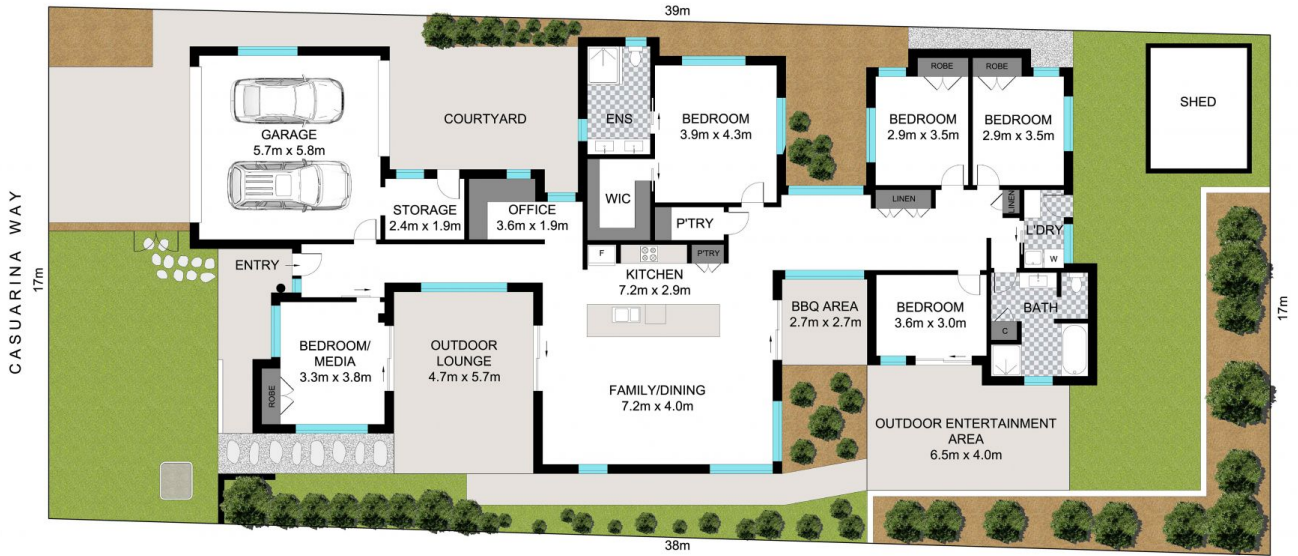 39m
CASUARINA WAY
17m
GARAGE
5.7m x 5.8m
COURTYARD
ENS
BEDROOM
3.9m x 4.3m
ROBE
ROBE
BEDROOM
2.9m x 3.5m
BEDROOM
2.9m x 3.5m
SHED
STORAGE
2.4m x 1.9m
OFFICE
3.6m x 1.9m
WIC
P'TRY
LINEN
LINEN
L'DRY
W
ENTRY
F
P'TRY
KITCHEN
7.2m x 2.9m
BBQ AREA
2.7m x 2.7m
BEDROOM
3.6m x 3.0m
BATH
C
17m
BEDROOM/
MEDIA
3.3m x 3.8m
ROBE
OUTDOOR
LOUNGE
4.7m x 5.7m
FAMILY/DINING
7.2m x 4.0m
OUTDOOR ENTERTAINMENT
AREA
6.5m x 4.0m
38m